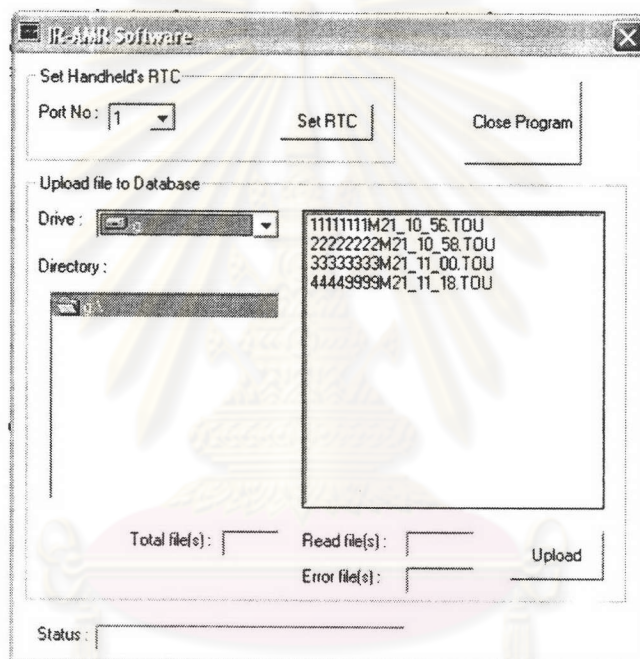 IR-AMR Software
Set Handheld's RTC
Port No : 1
Set RTC
Close Program
Upload file to Database
Drive : g:
Directory :
g:\
11111111M21_10_56.TOU
22222222M21_10_58.TOU
33333333M21_11_00.TOU
44449999M21_11_18.TOU
Total file(s) :
Read file(s) :
Error file(s) :
Upload
Status :